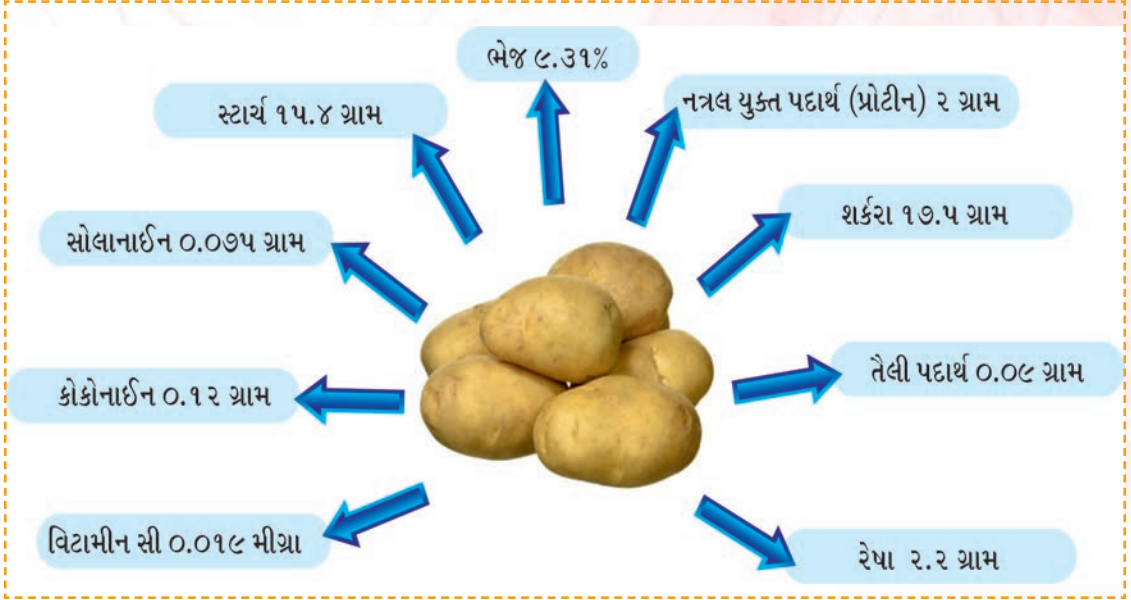 ભેજ ૯.૩૧%
સ્ટાર્ચ ૧૫.૪ ગ્રામ
નત્રલ યુક્ત પદાર્થ (પ્રોટીન) ૨ ગ્રામ
સોલાનાઈન ૦.૦૭૫ ગ્રામ
શર્કરા ૧૭.૫ ગ્રામ
કોકોનાઈન ૦.૧૨ ગ્રામ
તૈલી પદાર્થ ૦.૦૯ ગ્રામ
વિટામીન સી ૦.૦૧૯ મીગ્રા
રેષા ૨.૨ ગ્રામ